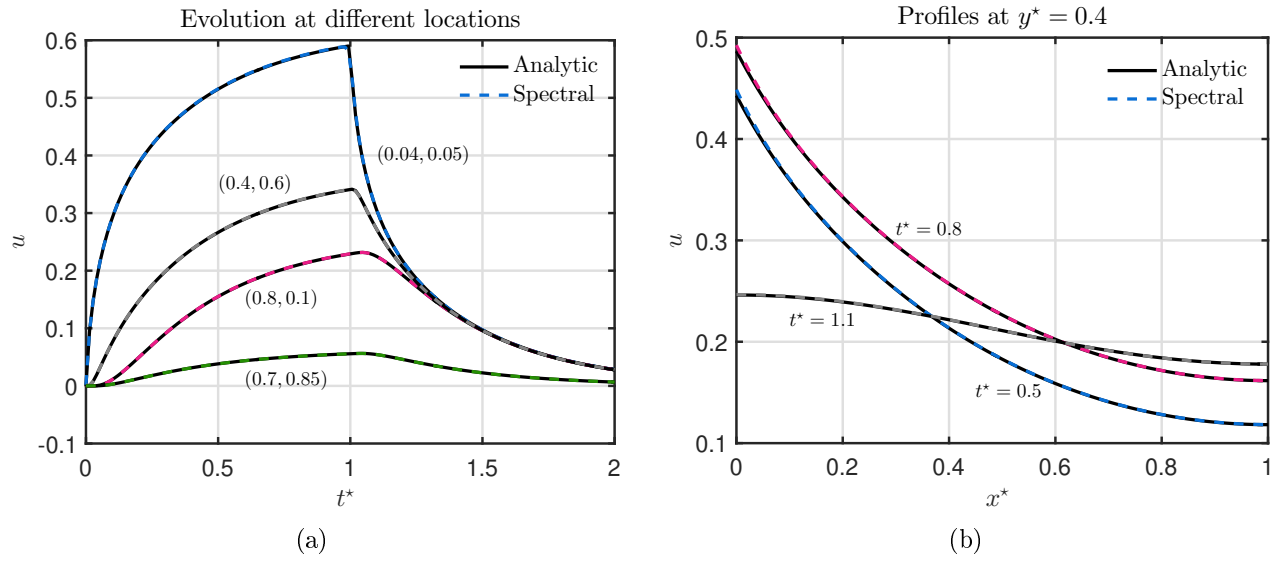 Evolution at different locations
0.6
0.5
0.4
0.3
0.2
0.1
0
-0.1
u
Analytic
Spectral
(0.04, 0.05)
(0.4, 0.6)
(0.8, 0.1)
(0.7, 0.85)
0
0.5
1
1.5
2
t⋆
(a)
Profiles at y⋆ = 0.4
0.5
0.4
0.3
0.2
0.1
u
Analytic
Spectral
t⋆ = 0.8
t⋆ = 1.1
t⋆ = 0.5
0
0.2
0.4
0.6
0.8
1
x⋆
(b)